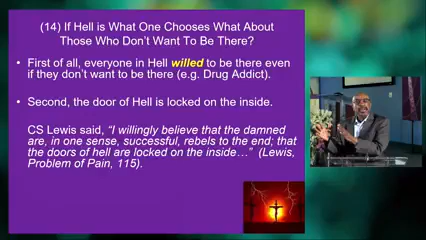 (14) If Hell is What One Chooses What About
Those Who Don't Want To Be There?
• First of all, everyone in Hell willed to be there even
if they don't want to be there (e.g. Drug Addict).
• Second, the door of Hell is locked on the inside.
CS Lewis said, "I willingly believe that the damned
are, in one sense, successful, rebels to the end; that
the doors of hell are locked on the inside…" (Lewis,
Problem of Pain, 115).